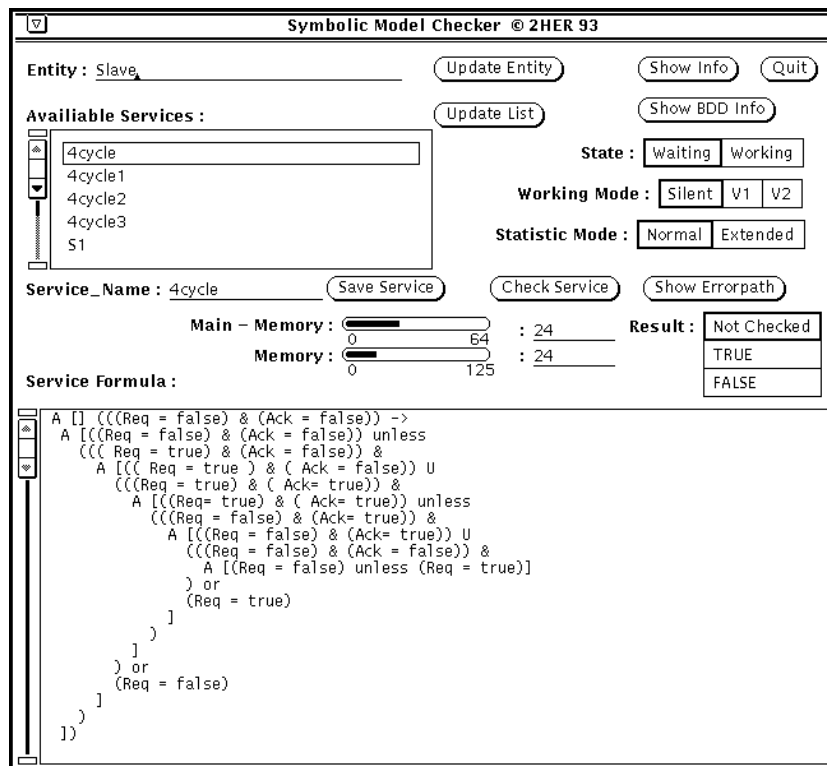 Symbolic Model Checker © 2HER 93
Entity : Slave
Update Entity
Show Info
Quit
Availiable Services :
Update List
Show BDD Info
4cycle
4cycle1
4cycle2
4cycle3
S1
State : Waiting Working
Working Mode : Silent V1 V2
Statistic Mode : Normal Extended
Service_Name : 4cycle
Save Service
Check Service
Show Errorpath
Main - Memory : 0 64 : 24
Memory : 0 125 : 24
Result : Not Checked
TRUE
FALSE
Service Formula :
A [] (((Req = false) & (Ack = false)) ->
A [((Req = false) & (Ack = false)) unless
((( Req = true) & (Ack = false)) &
A [(( Req = true ) & ( Ack = false)) U
(((Req = true) & ( Ack= true)) &
A [((Req= true) & ( Ack= true)) unless
(((Req = false) & (Ack= true)) &
A [((Req = false) & (Ack= true)) U
(((Req = false) & (Ack = false)) &
A [(Req = false) unless (Req = true)]
) or
(Req = true)
]
)
]
) or
(Req = false)
]
)
])